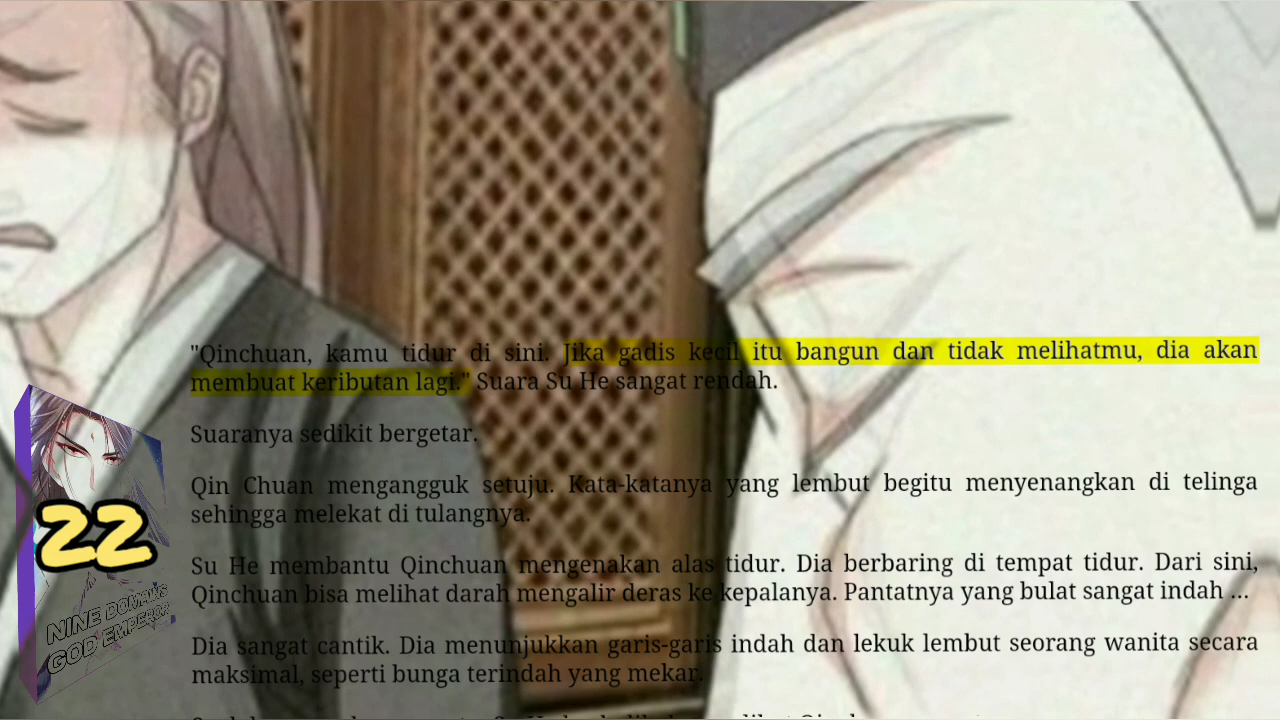 "Qinchuan, kamu tidur di sini. Jika gadis kecil itu bangun dan tidak melihatmu, dia akan
membuat keributan lagi." Suara Su He sangat rendah.
Suaranya sedikit bergetar.
Qin Chuan mengangguk setuju. Kata-katanya yang lembut begitu menyenangkan di telinga
sehingga melekat di tulangnya.
Su He membantu Qinchuan mengenakan alas tidur. Dia berbaring di tempat tidur. Dari sini,
Qinchuan bisa melihat darah mengalir deras ke kepalanya. Pantatnya yang bulat sangat indah ...
Dia sangat cantik. Dia menunjukkan garis-garis indah dan lekuk lembut seorang wanita secara
maksimal, seperti bunga terindah yang mekar.
22
NINE DOMAINS
GOD EMPEROR